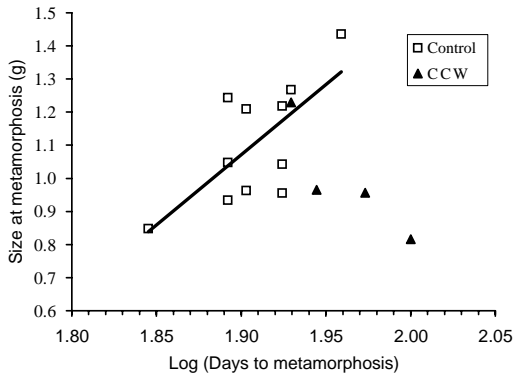 1.5
1.4
1.3
1.2
1.1
1.0
0.9
0.8
0.7
0.6
Size at metamorphosis (g)
Control
CCW
1.80 1.85 1.90 1.95 2.00 2.05
Log (Days to metamorphosis)